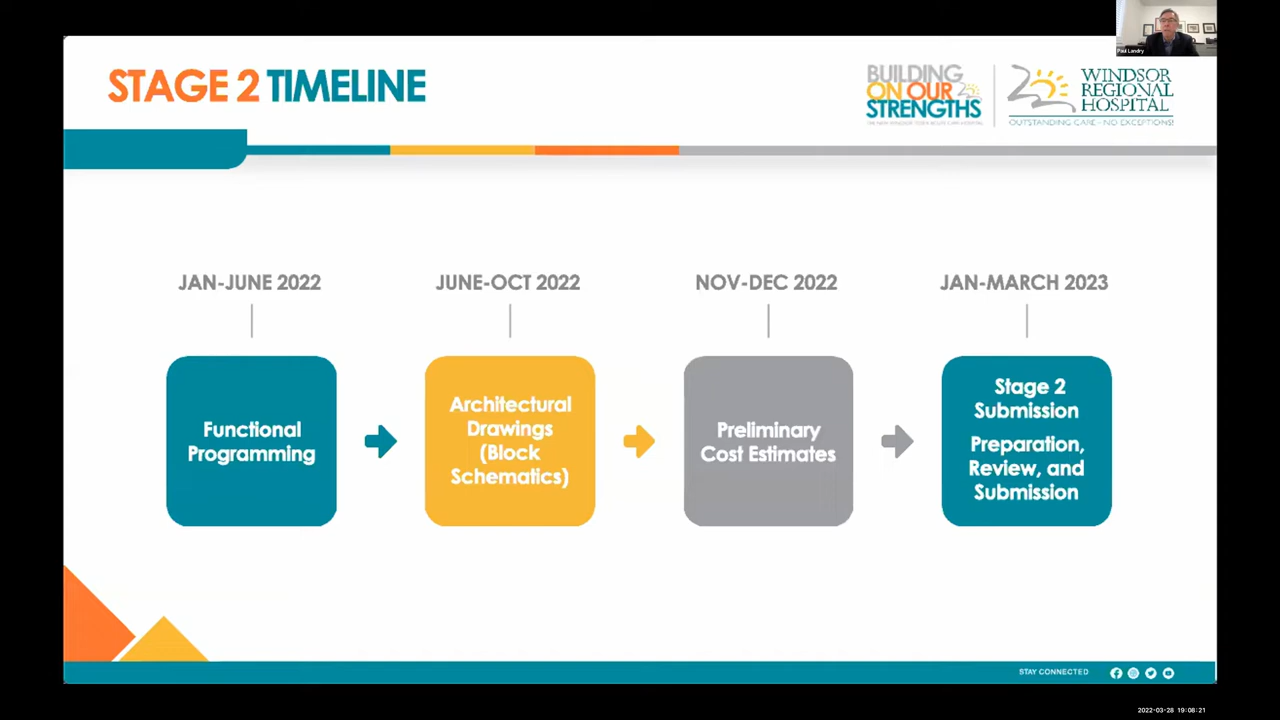 Paul Landry
STAGE 2 TIMELINE
BUILDING
ON OUR
STRENGTHS
WINDSOR
REGIONAL
HOSPITAL
OUTSTANDING CARE - NO EXCEPTIONS!
JAN-JUNE 2022
JUNE-OCT 2022
NOV-DEC 2022
JAN-MARCH 2023
Functional
Programming
Architectural
Drawings
(Block
Schematics)
Preliminary
Cost Estimates
Stage 2
Submission
Preparation,
Review, and
Submission
STAY CONNECTED
2022-03-28 19:08:21